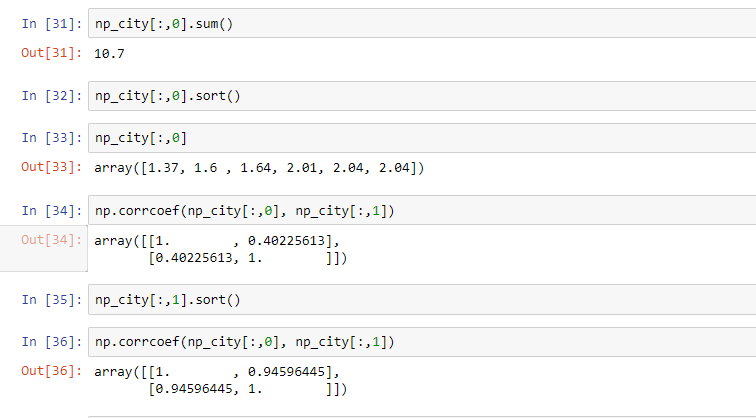 In [31]: np_city[:,0].sum()
Out[31]: 10.7
In [32]: np_city[:,0].sort()
In [33]: np_city[:,0]
Out[33]: array([1.37, 1.6 , 1.64, 2.01, 2.04, 2.04])
In [34]: np.corrcoef(np_city[:,0], np_city[:,1])
Out[34]: array([[1.        , 0.40225613],
[0.40225613, 1.        ]])
In [35]: np_city[:,1].sort()
In [36]: np.corrcoef(np_city[:,0], np_city[:,1])
Out[36]: array([[1.        , 0.94596445],
[0.94596445, 1.        ]])